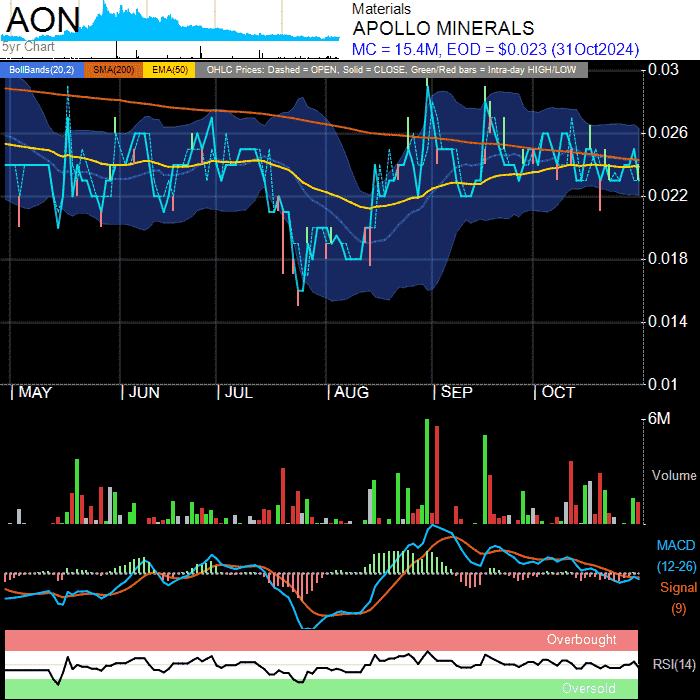 AON
5yr Chart
Materials
APOLLO MINERALS
MC = 15.4M, EOD = $0.023 (31Oct2024)
BollBands(20,2) SMA(200) EMA(50) OHLC Prices: Dashed = OPEN, Solid = CLOSE, Green/Red bars = Intra-day HIGH/LOW
0.03
0.026
0.022
0.018
0.014
0.01
MAY JUN JUL AUG SEP OCT
6M
Volume
MACD
(12-26)
Signal
(9)
Overbought
RSI(14)
Oversold